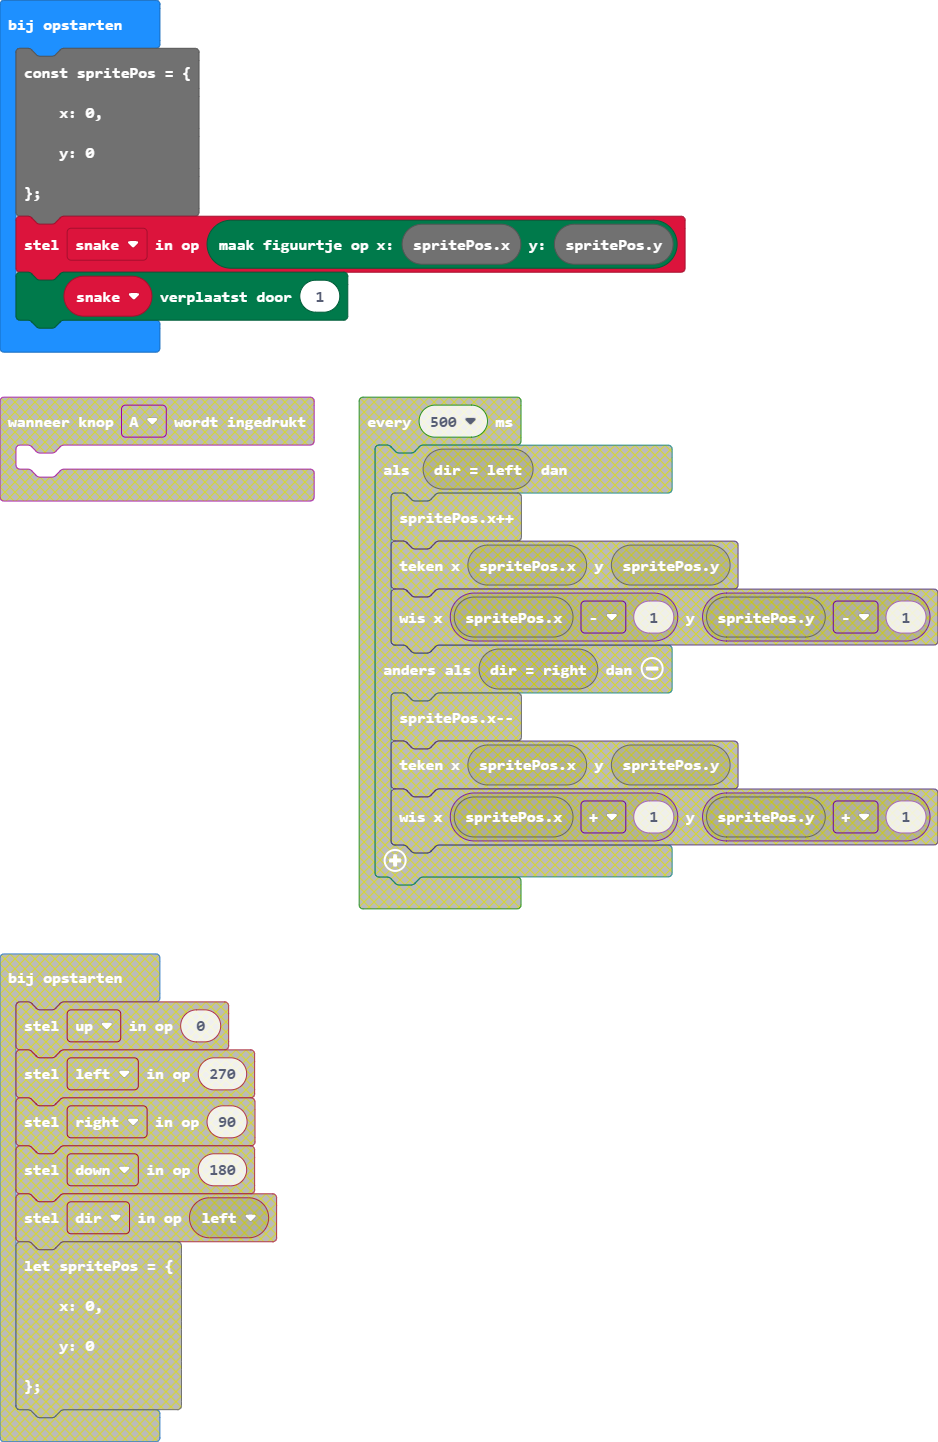 bij opstarten
const spritePos = {
x: 0,
y: 0
};
stel snake in op maak figuurtje op x: spritePos.x y: spritePos.y
snake verplaatst door 1
wanneer knop A wordt ingedrukt
every 500 ms
als dir = left dan
spritePos.x++
teken x spritePos.x y spritePos.y
wis x spritePos.x - 1 y spritePos.y - 1
anders als dir = right dan
spritePos.x--
teken x spritePos.x y spritePos.y
wis x spritePos.x + 1 y spritePos.y + 1
bij opstarten
stel up in op 0
stel left in op 270
stel right in op 90
stel down in op 180
stel dir in op left
let spritePos = {
x: 0,
y: 0
};